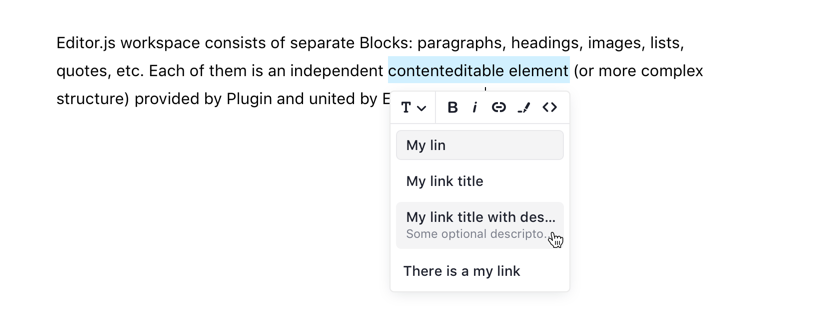 Editor.js workspace consists of separate Blocks: paragraphs, headings, images, lists,
quotes, etc. Each of them is an independent contenteditable element (or more complex
structure) provided by Plugin and united by E
T B i
My lin
My link title
My link title with des...
Some optional descripto...
There is a my link